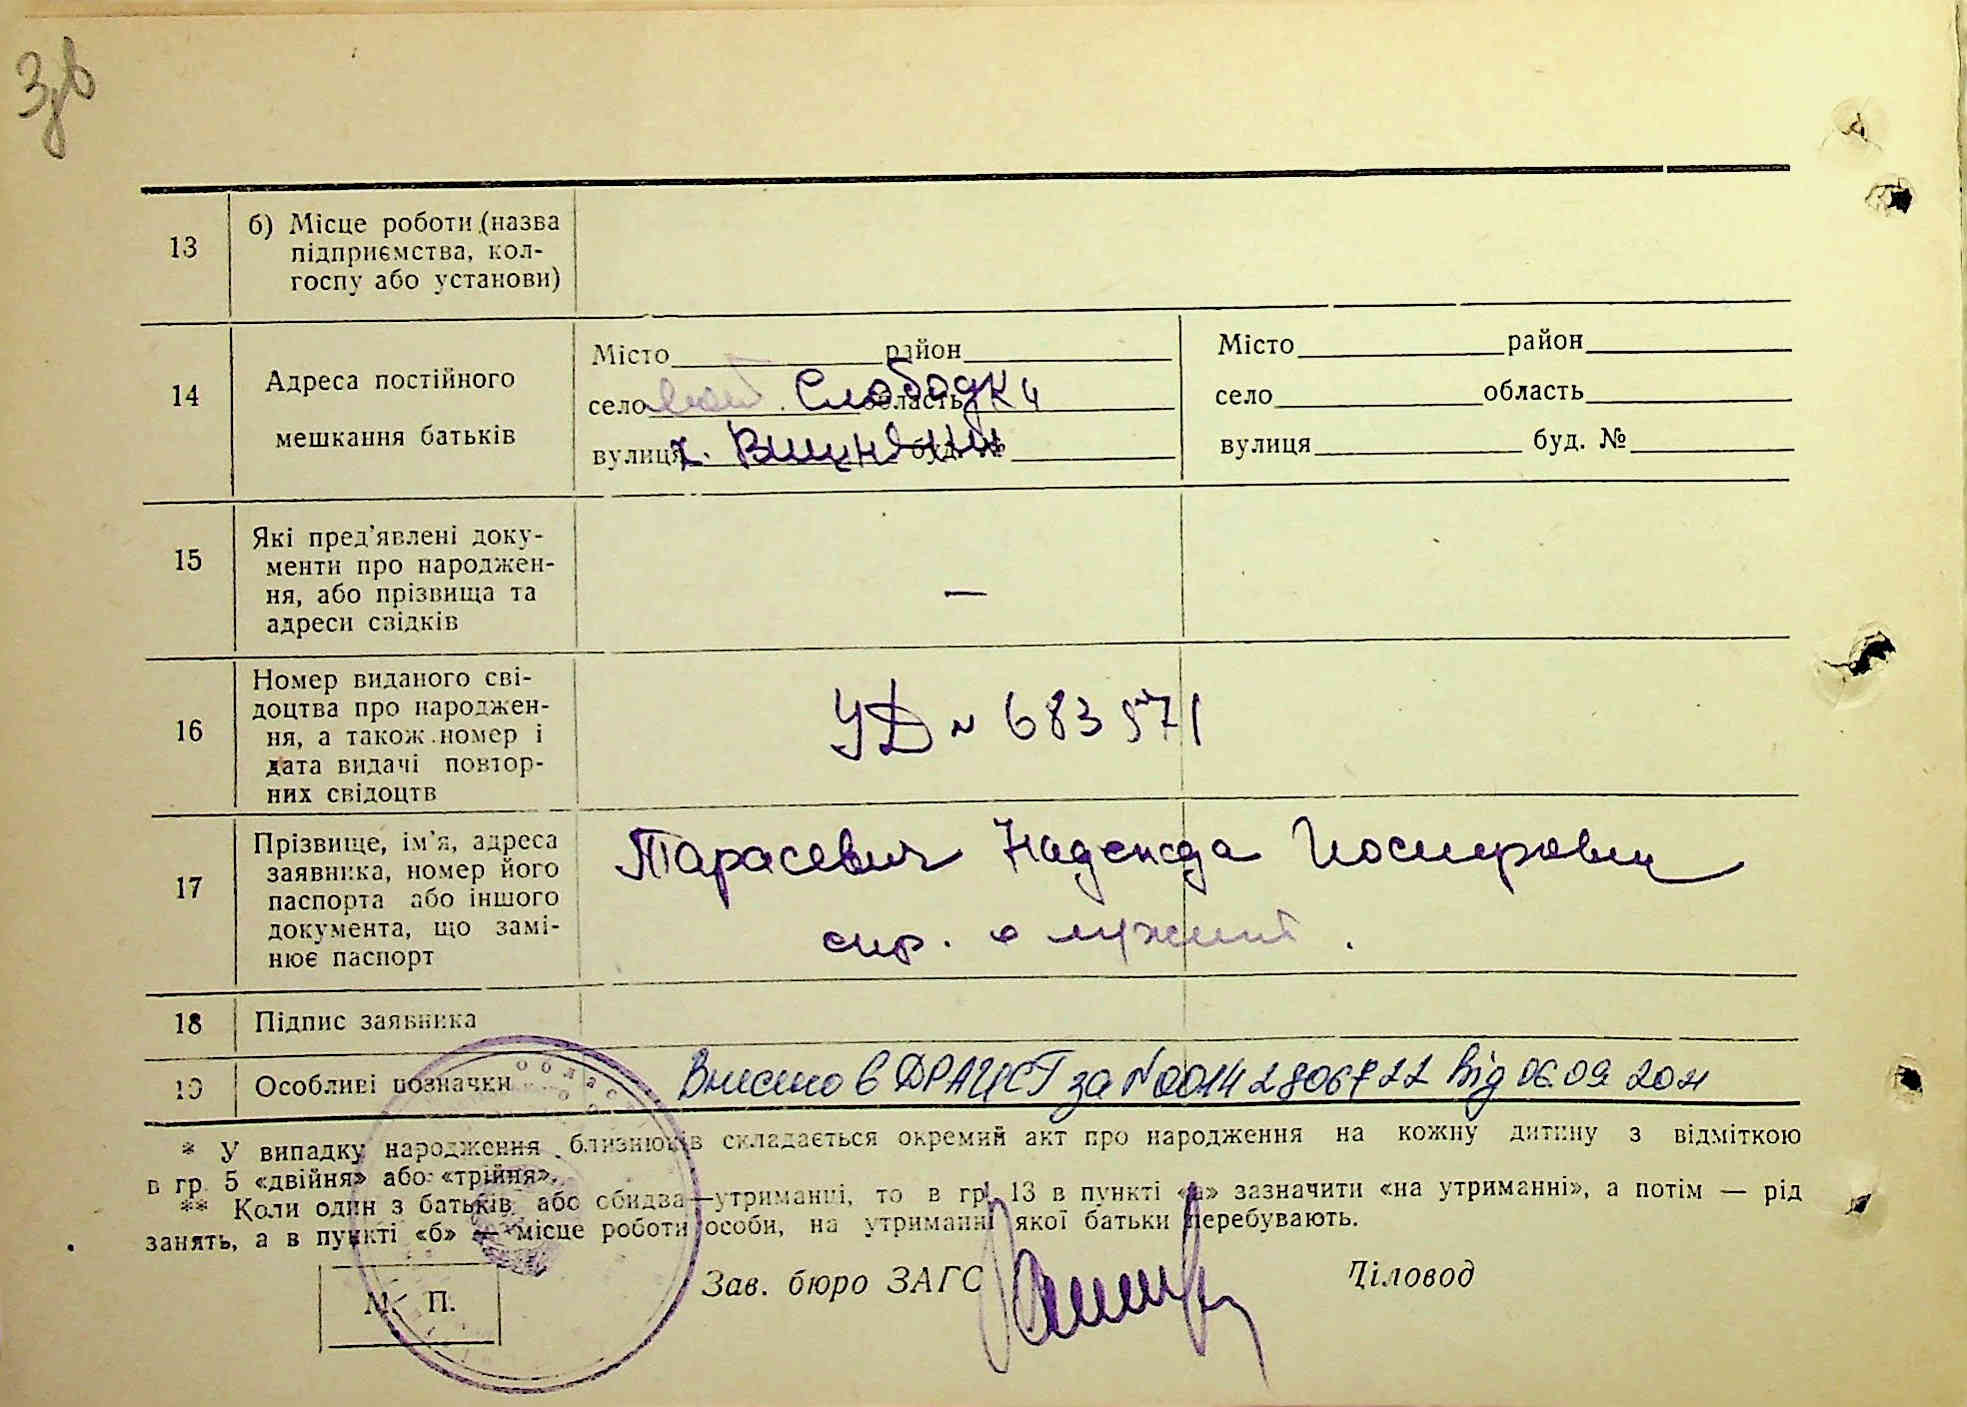 Зв
13
б) Місце роботи (назва
підприємства, кол-
госпу або установи)
14
Адреса постійного
мешкання батьків
Місто район
село Слободки область
вулиця буд. №
Місто район
село область
вулиця буд. №
15
Які пред'явлені доку-
менти про народжен-
ня, або прізвища та
адреси свідків
—
16
Номер виданого сві-
доцтва про народжен-
ня, а також номер і
дата видачі повтор-
них свідоцтв
УД № 683571
17
Прізвище, ім'я, адреса
заявника, номер його
паспорта або іншого
документа, що замі-
нює паспорт
Тарасевич Надежда
18
Підпис заявника
19
Особливі позначки
Внесено в ДРАЦСГ за №00142806722 від 06.09.2021
* У випадку народження близнюків складається окремий акт про народження на кожну дитину з відміткою
в гр. 5 «двійня» або «трійня».
** Коли один з батьків або обидва—утриманці, то в гр. 13 в пункті «а» зазначити «на утриманні», а потім — рід
занять, а в пункті «б» — місце роботи особи, на утриманні якої батьки перебувають.
М. П.
Зав. бюро ЗАГС
Діловод